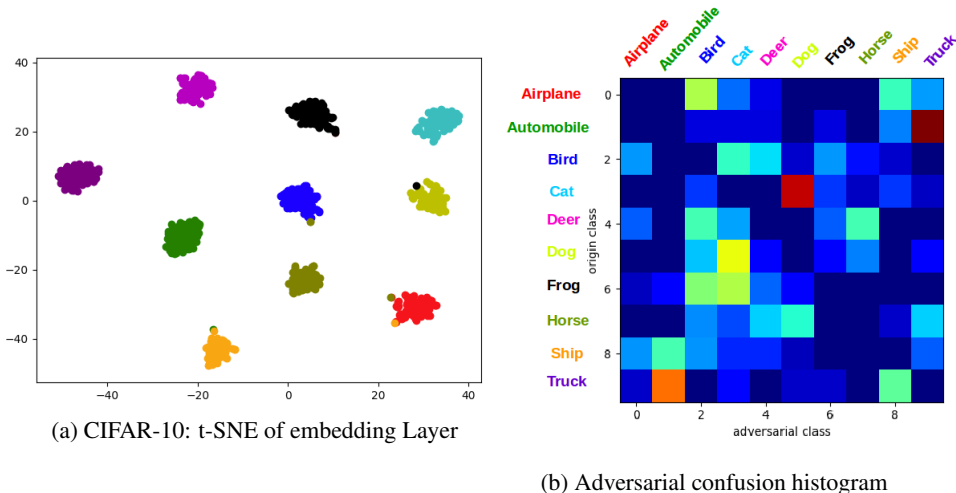 40
20
0
−20
−40
−40
−20
0
20
40
(a) CIFAR-10: t-SNE of embedding Layer
Airplane
Automobile
Bird
Cat
Deer
Dog
Frog
Horse
Ship
Truck
Airplane
Automobile
Bird
Cat
Deer
Dog
Frog
Horse
Ship
Truck
origin class
0
2
4
6
8
0
2
4
6
8
adversarial class
(b) Adversarial confusion histogram